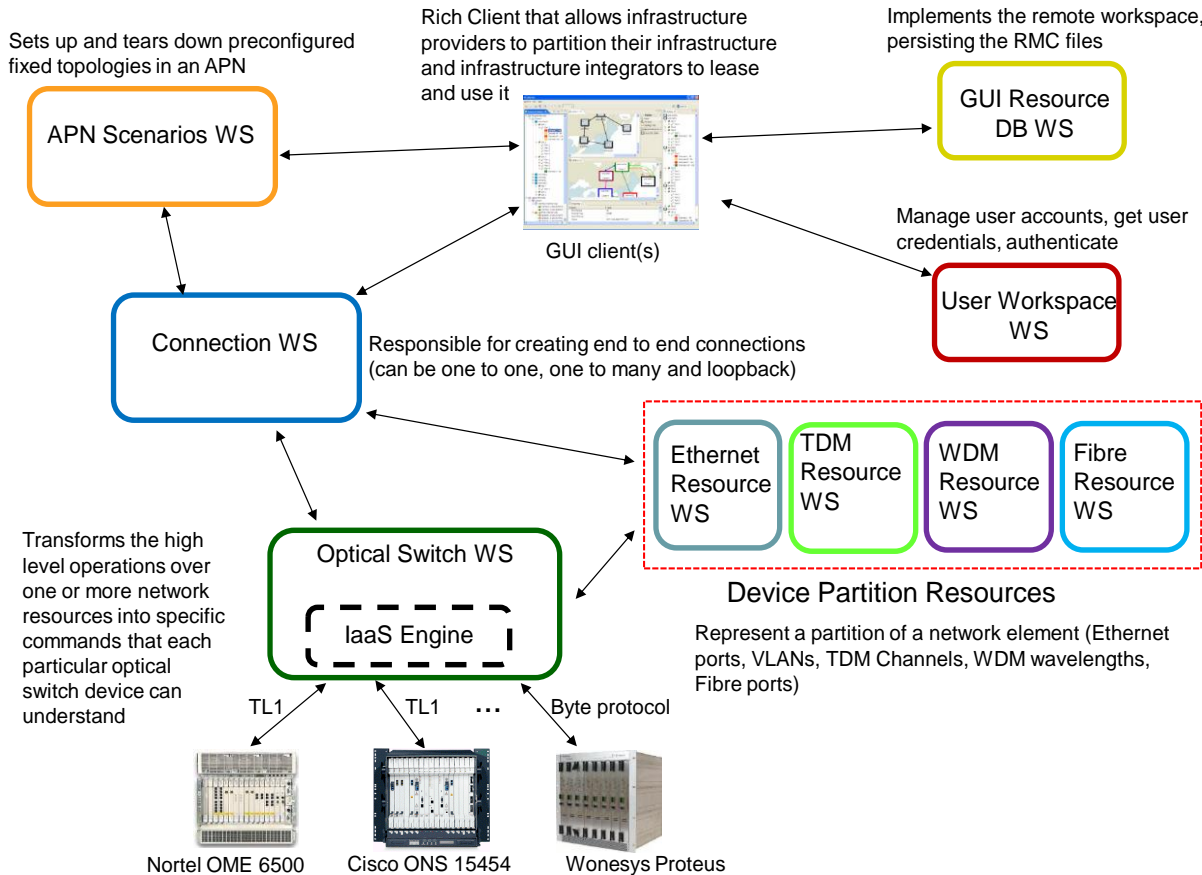 Sets up and tears down preconfigured
fixed topologies in an APN
APN Scenarios WS
Rich Client that allows infrastructure
providers to partition their infrastructure
and infrastructure integrators to lease
and use it
GUI client(s)
Implements the remote workspace,
persisting the RMC files
GUI Resource
DB WS
Manage user accounts, get user
credentials, authenticate
User Workspace
WS
Connection WS
Responsible for creating end to end connections
(can be one to one, one to many and loopback)
Ethernet
Resource
WS
TDM
Resource
WS
WDM
Resource
WS
Fibre
Resource
WS
Device Partition Resources
Represent a partition of a network element (Ethernet
ports, VLANs, TDM Channels, WDM wavelengths,
Fibre ports)
Transforms the high
level operations over
one or more network
resources into specific
commands that each
particular optical
switch device can
understand
Optical Switch WS
IaaS Engine
TL1
TL1
...
Byte protocol
Nortel OME 6500
Cisco ONS 15454
Wonesys Proteus